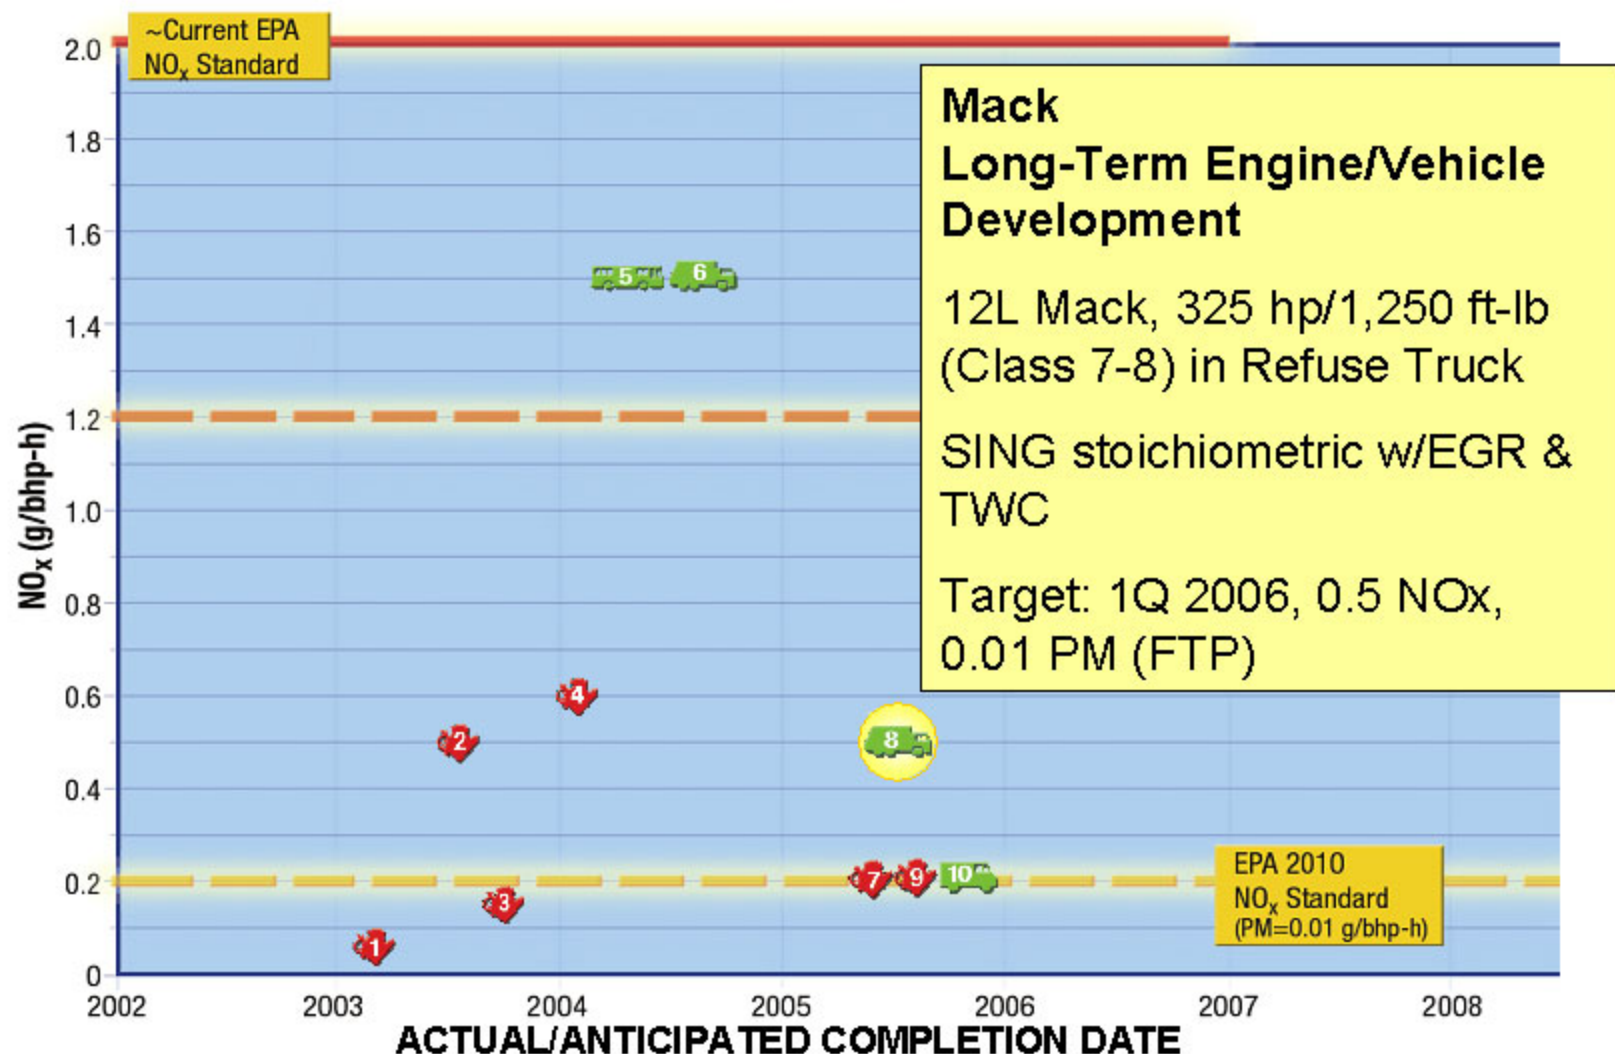 ~Current EPA
NOx Standard
2.0
1.8
1.6
1.4
1.2
1.0
0.8
0.6
0.4
0.2
0
NOx (g/bhp-h)
Mack
Long-Term Engine/Vehicle
Development
12L Mack, 325 hp/1,250 ft-lb
(Class 7-8) in Refuse Truck
SING stoichiometric w/EGR &
TWC
Target: 1Q 2006, 0.5 NOx,
0.01 PM (FTP)
5 6
4
2
8
7 9 10
3
1
EPA 2010
NOx Standard
(PM=0.01 g/bhp-h)
2002 2003 2004 2005 2006 2007 2008
ACTUAL/ANTICIPATED COMPLETION DATE